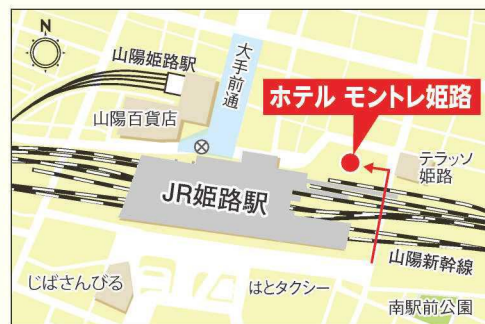 N
山陽姫路駅
大手前通
山陽百貨店
ホテル モントレ姫路
テラッソ
姫路
JR姫路駅
山陽新幹線
じばさんびる
はとタクシー
南駅前公園